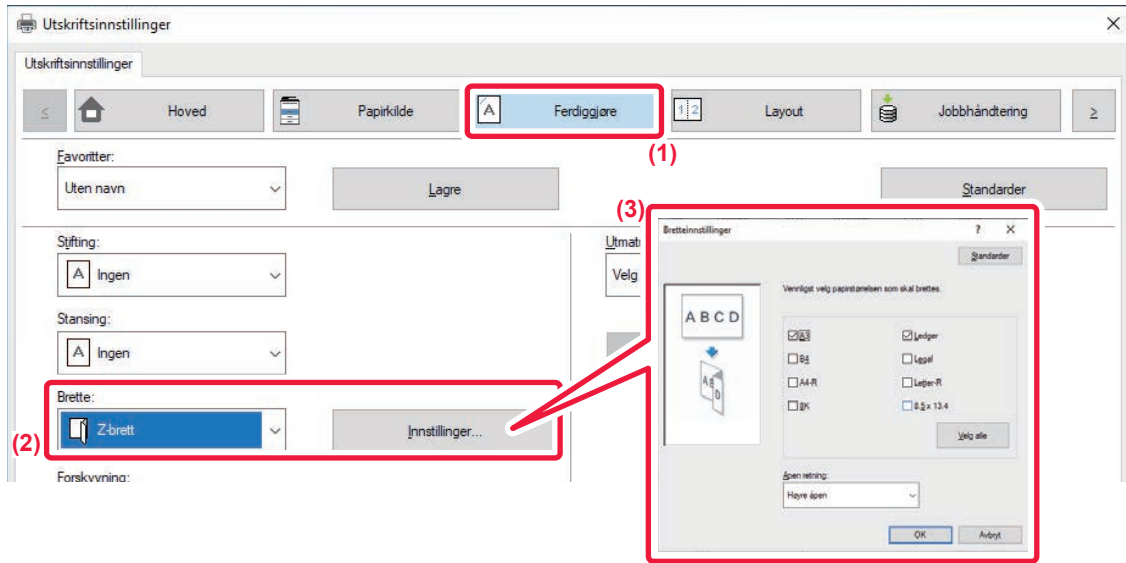 Utskriftsinnstillinger
Utskriftsinnstillinger
≤ Hoved Papirkilde A Ferdiggjøre 1 2 Layout Jobbhåndtering ≥
(1)
Favoritter:
Uten navn Lagre Standarder
(3)
Stifting: Utmat
A Ingen Velg
Stansing:
A Ingen
Brette:
(2) Z-brett Innstillinger...
Forskyvning:
Bretteinnstillinger ? X
Standarder
Vennligst velg papirstørrelsen som skal brettes.
A B C D
A3 Ledger
B4 Legal
A4-R Letter-R
8K 8.5 x 13.4
Velg alle
Åpen retning:
Høyre åpen
OK Avbryt